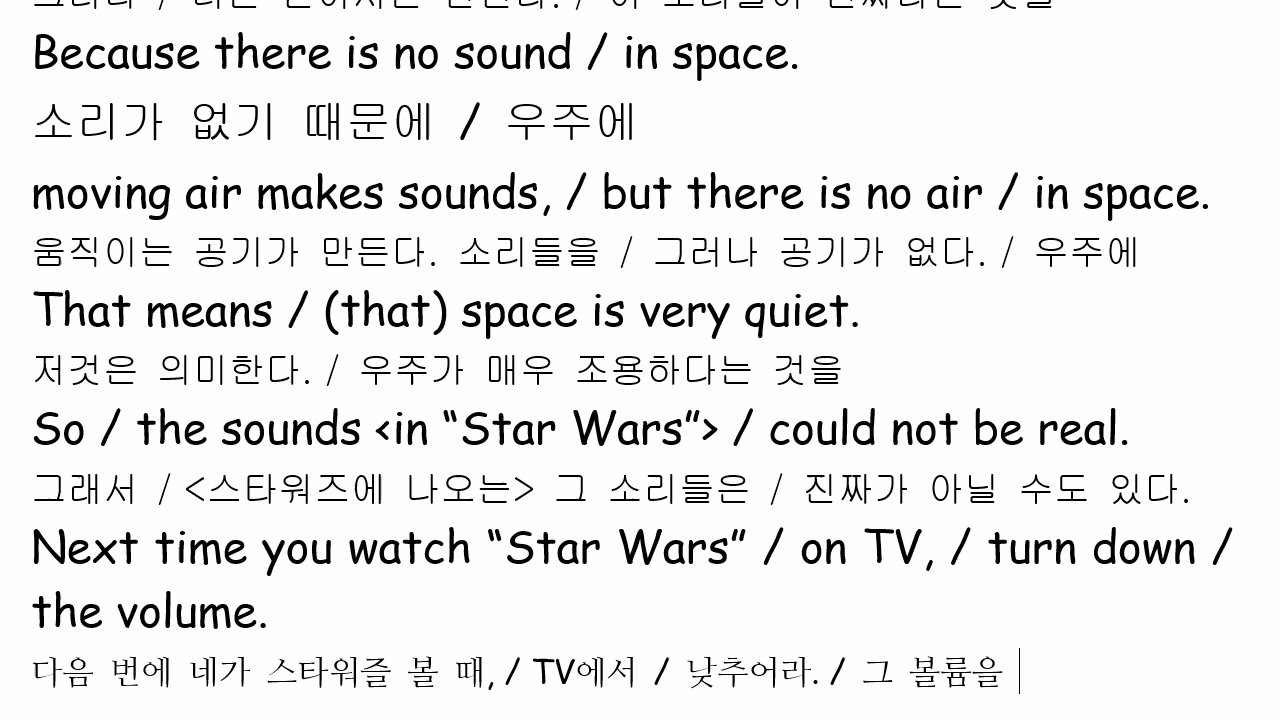 Because there is no sound / in space.
소리가 없기 때문에 / 우주에
moving air makes sounds, / but there is no air / in space.
움직이는 공기가 만든다. 소리들을 / 그러나 공기가 없다. / 우주에
That means / (that) space is very quiet.
저것은 의미한다. / 우주가 매우 조용하다는 것을
So / the sounds <in “Star Wars”> / could not be real.
그래서 / <스타워즈에 나오는> 그 소리들은 / 진짜가 아닐 수도 있다.
Next time you watch “Star Wars” / on TV, / turn down /
the volume.
다음 번에 네가 스타워즐 볼 때, / TV에서 / 낮추어라. / 그 볼륨을